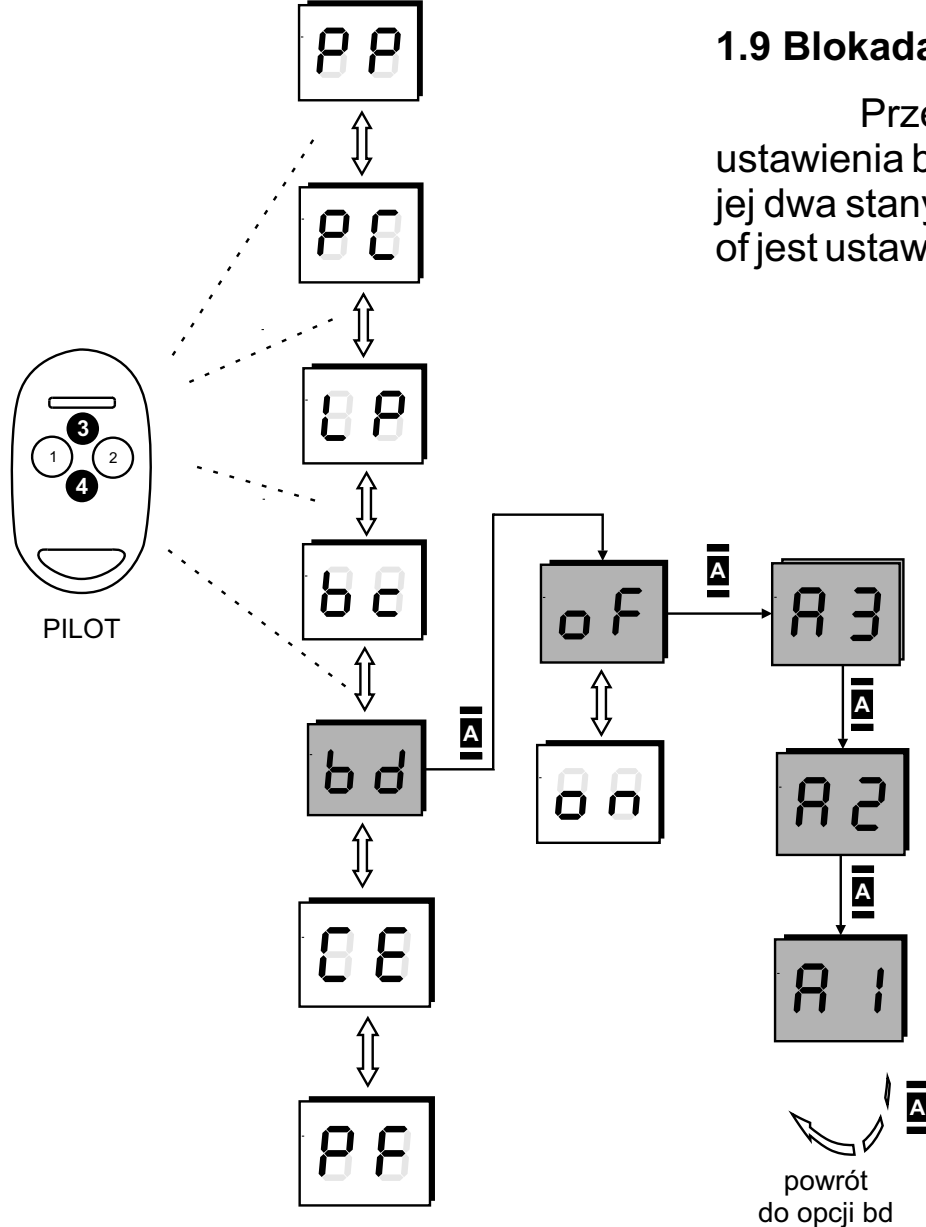 1.9 Blokada
ustawienia b
jej dwa stany
of jest ustaw
PP
PC
LP
3
1 2
4
PILOT
bc
oF
A
A3
A
bd
A
on
A2
A
CE
A1
PF
A
powrót
do opcji bd